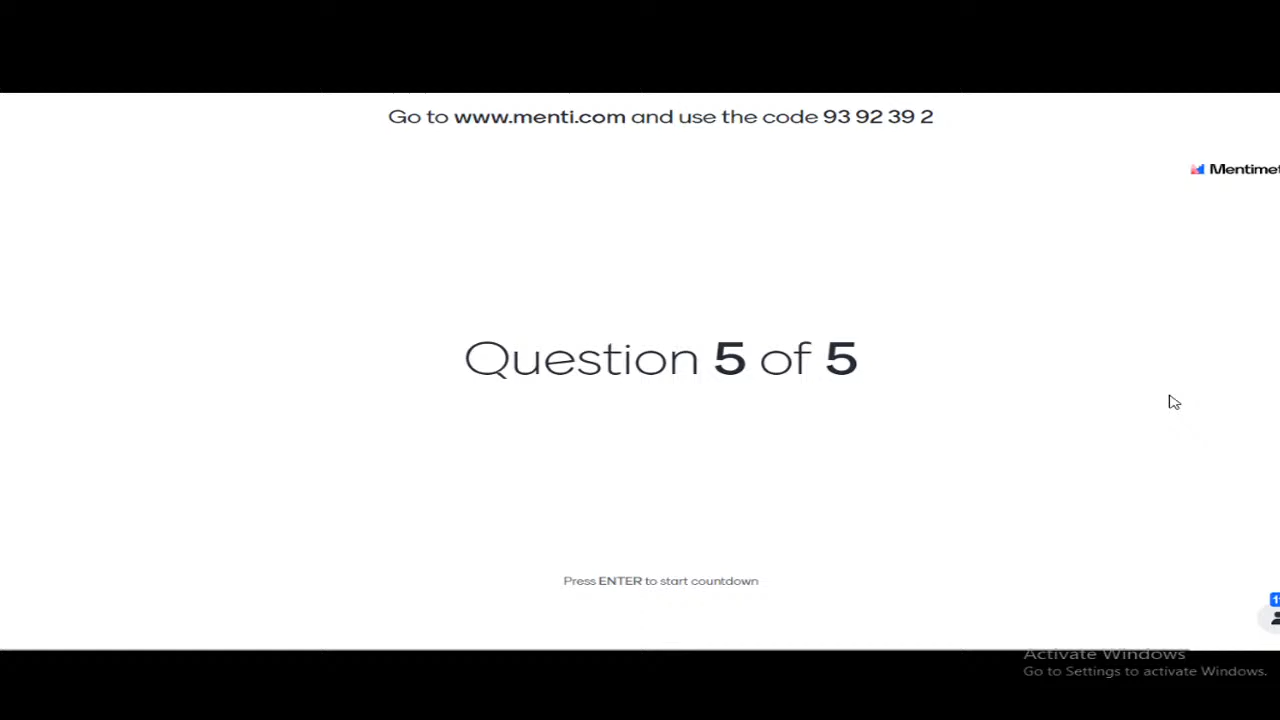 Go to www.menti.com and use the code 93 92 39 2
Question 5 of 5
Press ENTER to start countdown
Activate Windows
Go to Settings to activate Windows.